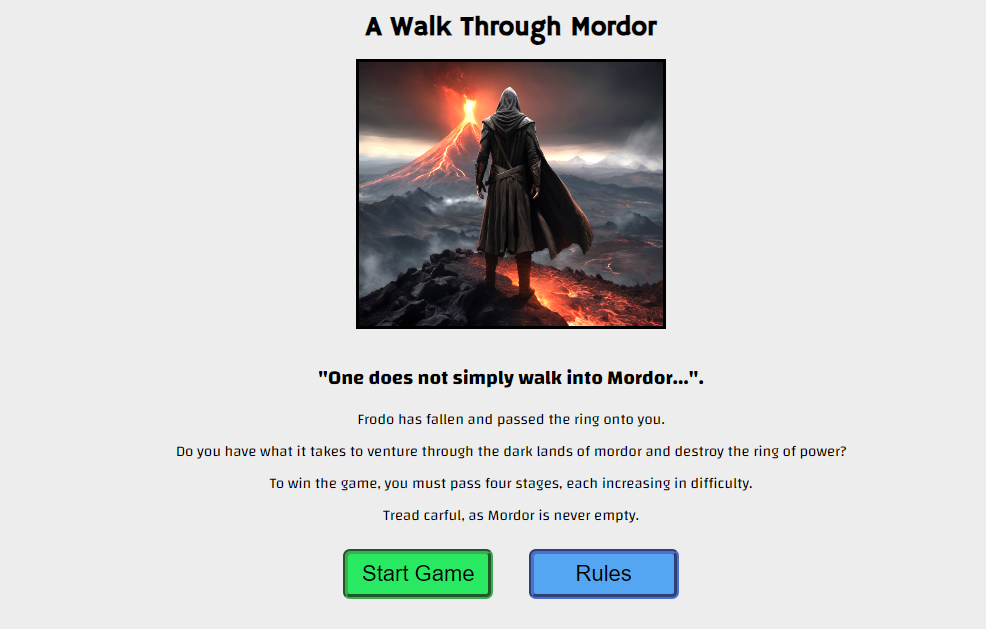 A Walk Through Mordor
"One does not simply walk into Mordor...".
Frodo has fallen and passed the ring onto you.
Do you have what it takes to venture through the dark lands of mordor and destroy the ring of power?
To win the game, you must pass four stages, each increasing in difficulty.
Tread carful, as Mordor is never empty.
Start Game
Rules